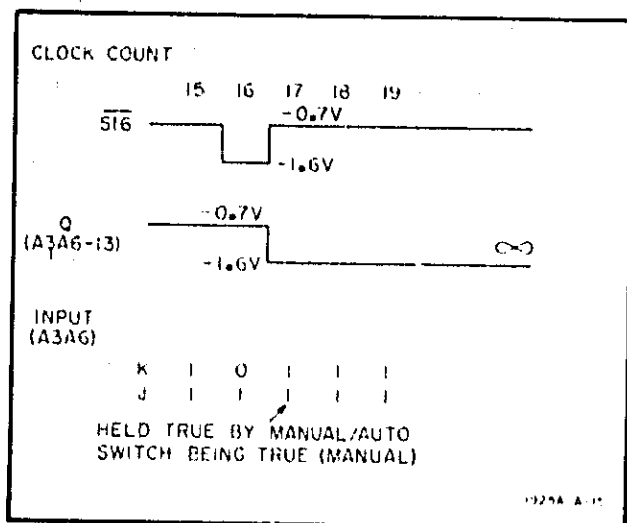 CLOCK COUNT
15 16 17 18 19
S̅1̅6̅ -0.7V
-1.6V
Q -0.7V
(A3A6-13)
-1.6V ∞
INPUT
(A3A6)
K 1 0 1 1 1
J 1 1 1 1 1
HELD TRUE BY MANUAL/AUTO
SWITCH BEING TRUE (MANUAL)